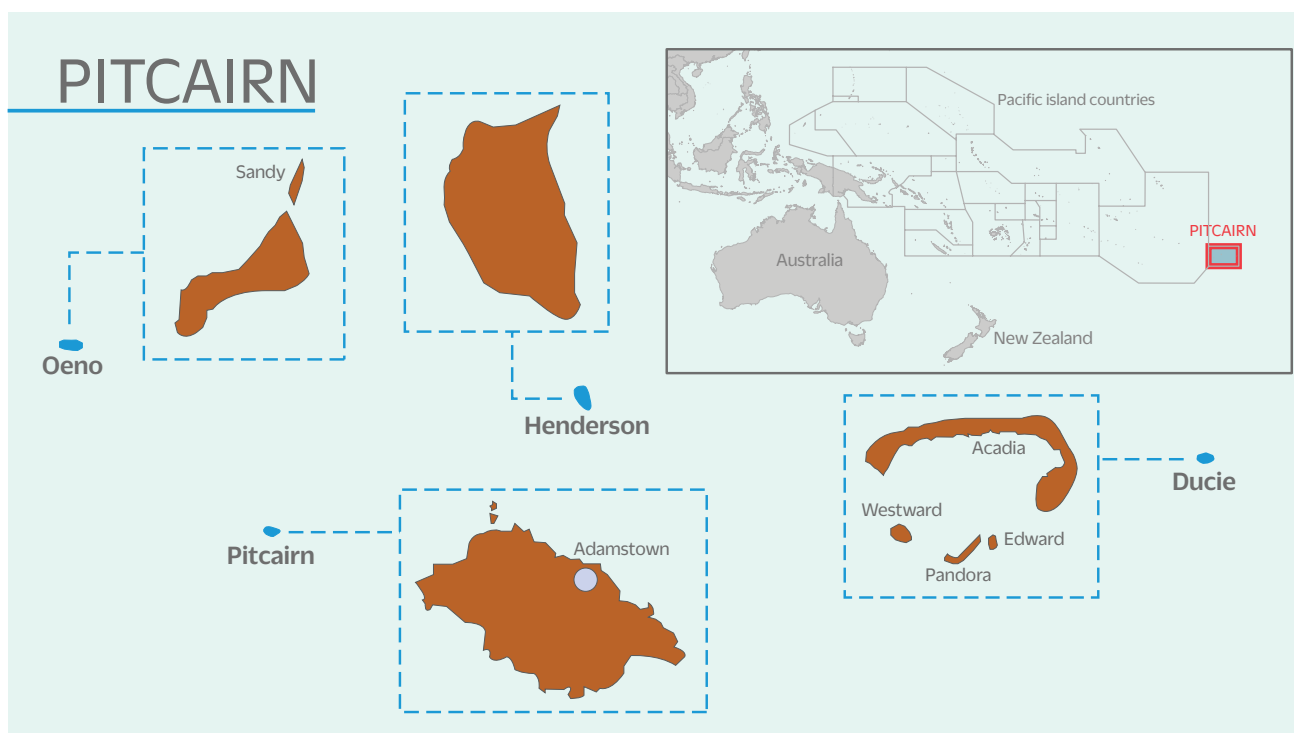 PITCAIRN
Sandy
Oeno
Henderson
Pacific island countries
PITCAIRN
Australia
New Zealand
Acadia
Ducie
Westward
Edward
Pandora
Pitcairn
Adamstown